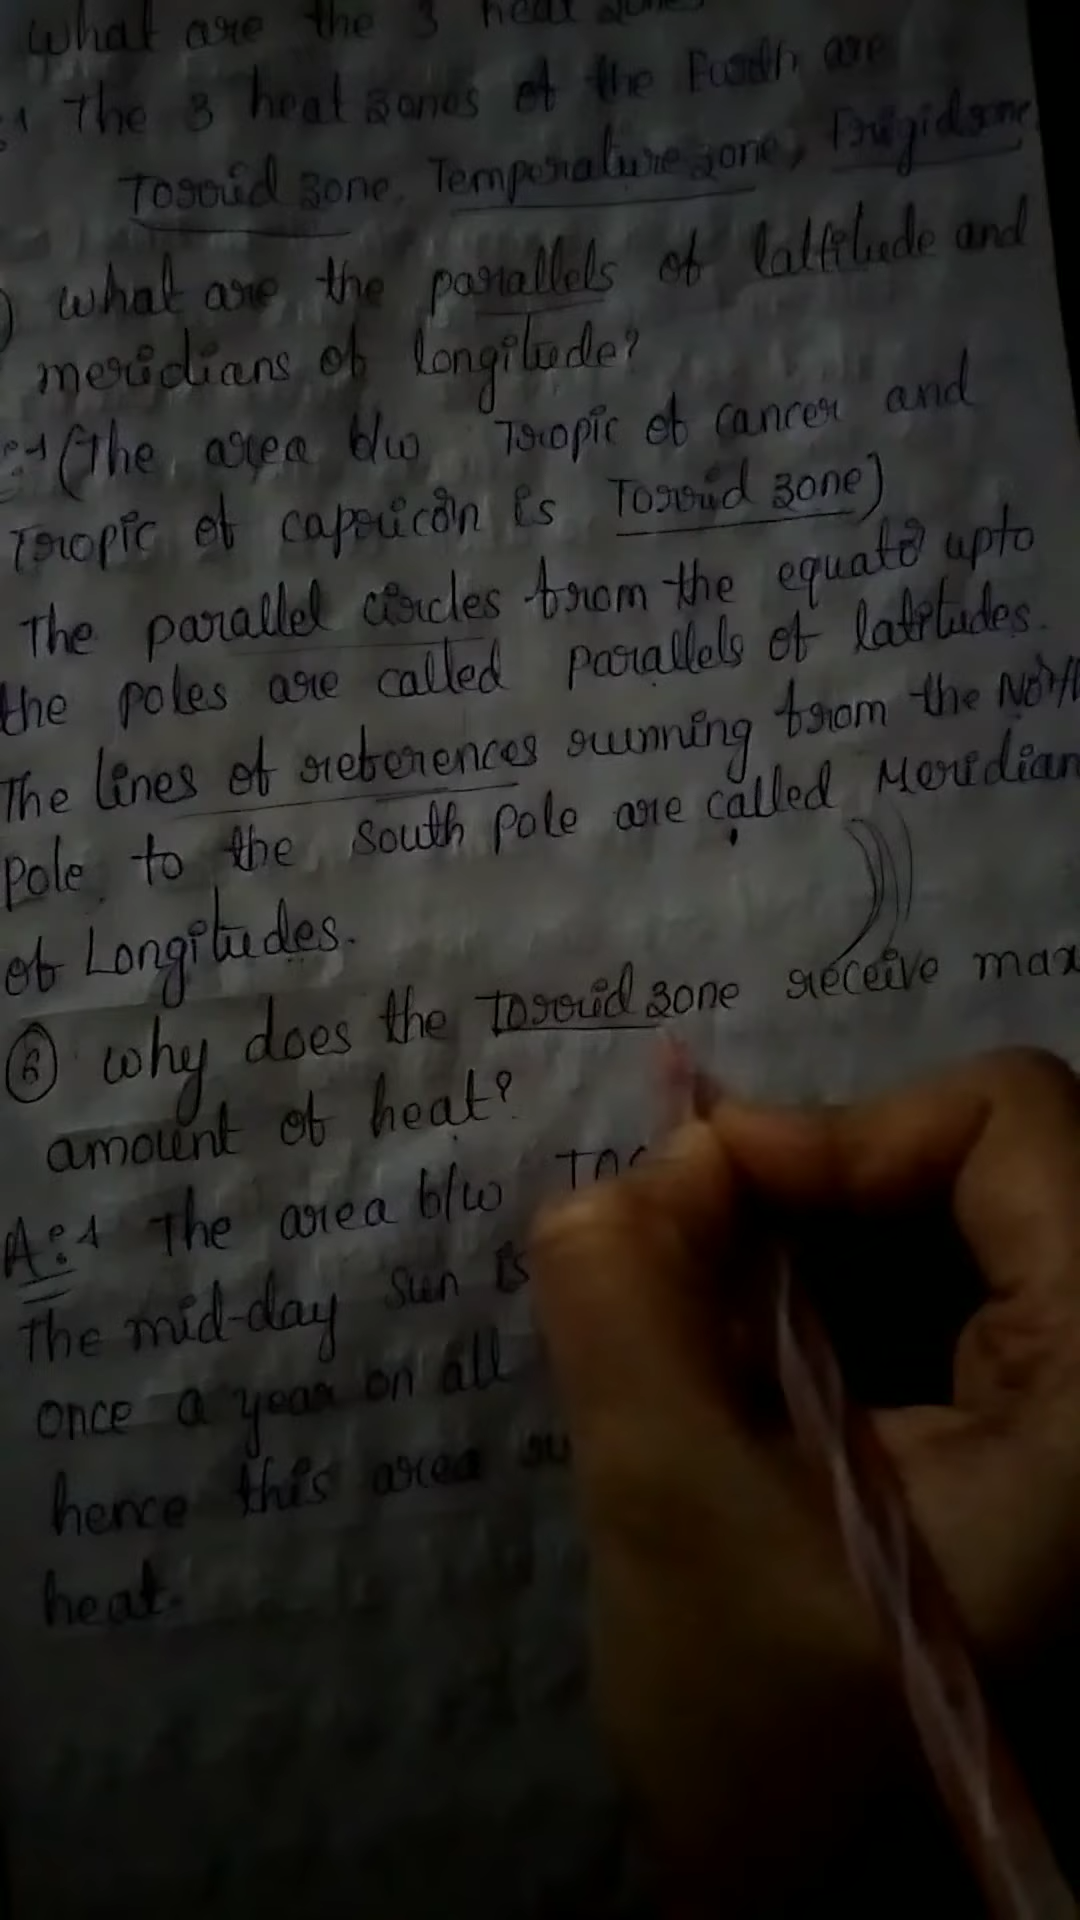 What are the 3 heat zones
The 3 heat zones of the Earth are
Torrid zone, Temperature zone, Frigid zone
What are the parallels of latitude and
meridians of longitude?
(The area b/w Tropic of cancer and
Tropic of capricon is Torrid zone)
The parallel circles from the equator upto
the poles are called parallels of latitudes.
The lines of references running from the North
pole to the south pole are called Meridian
of Longitudes.
6) Why does the torrid zone receive max
amount of heat?
A:- The area b/w
The mid-day sun is
once a year on all
hence this area
heat.